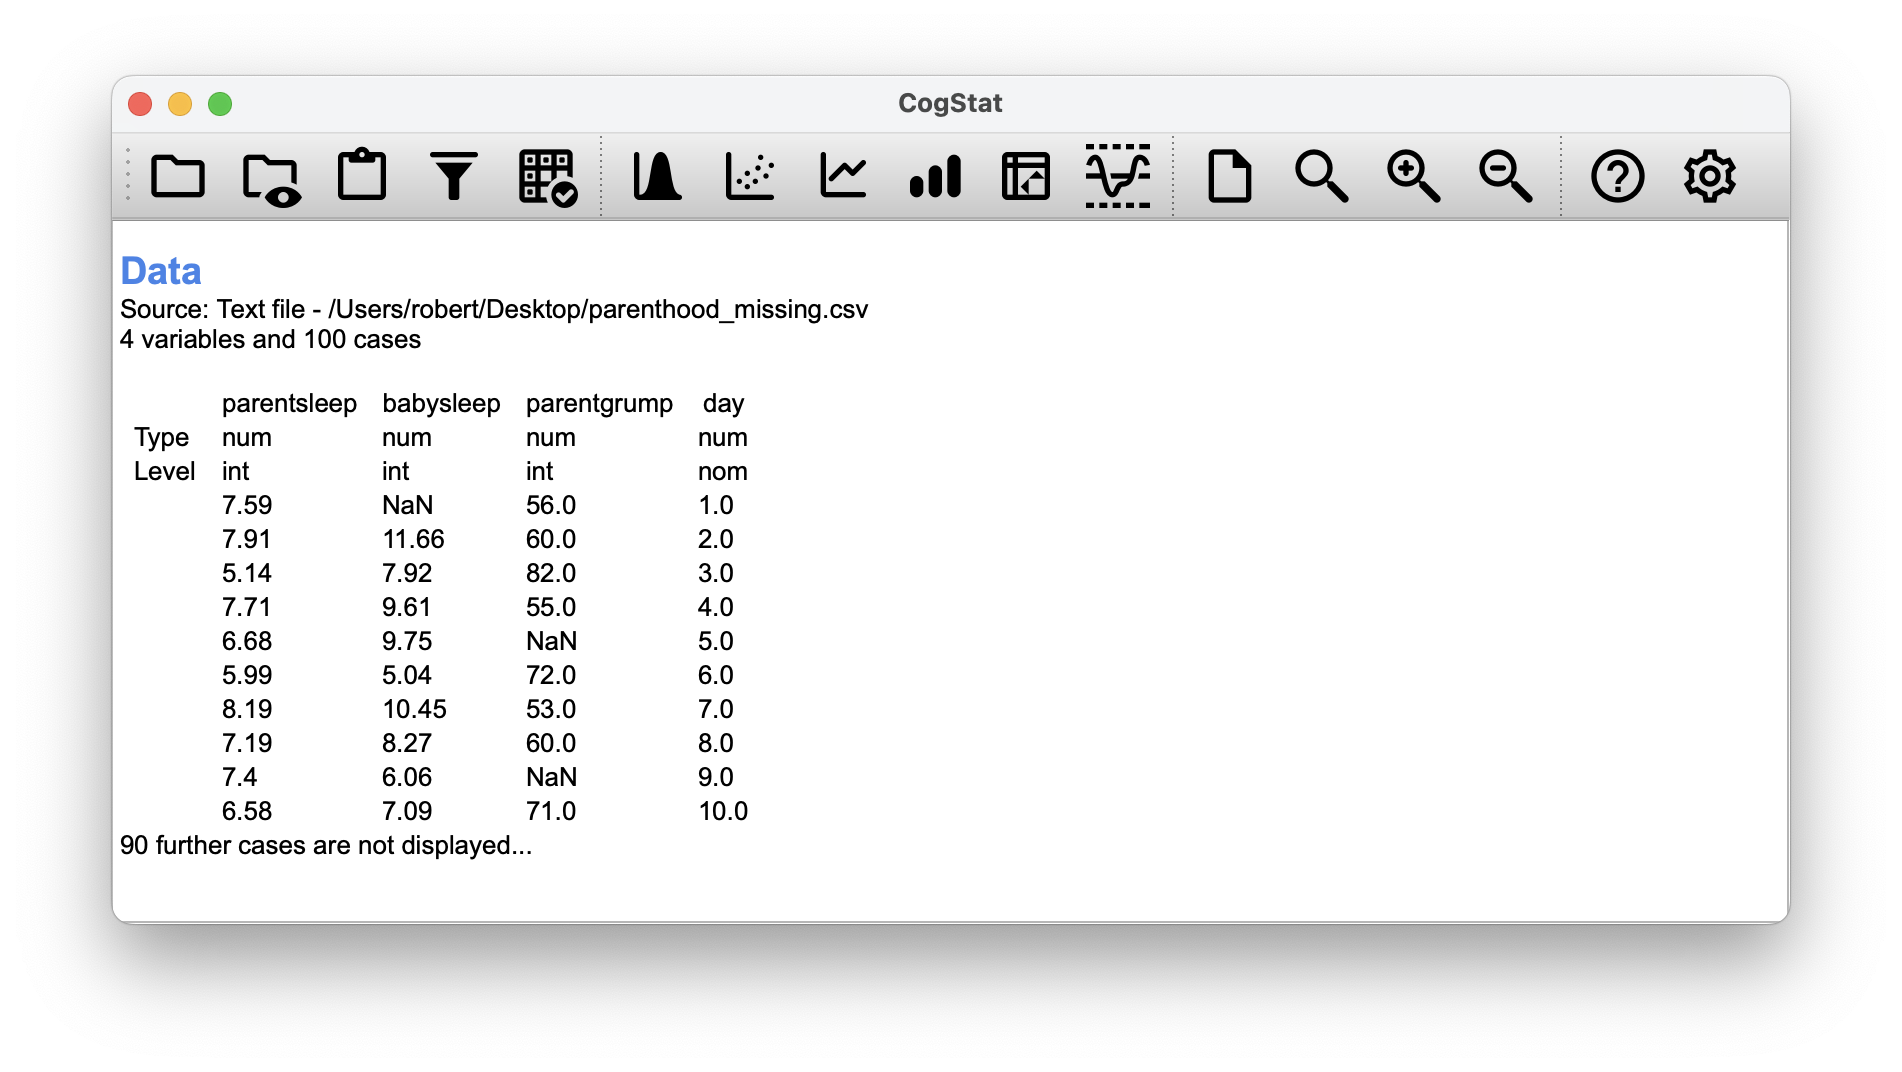 CogStat
Data
Source: Text file - /Users/robert/Desktop/parenthood_missing.csv
4 variables and 100 cases
parentsleep babysleep parentgrump day
Type num num num num
Level int int int nom
7.59 NaN 56.0 1.0
7.91 11.66 60.0 2.0
5.14 7.92 82.0 3.0
7.71 9.61 55.0 4.0
6.68 9.75 NaN 5.0
5.99 5.04 72.0 6.0
8.19 10.45 53.0 7.0
7.19 8.27 60.0 8.0
7.4 6.06 NaN 9.0
6.58 7.09 71.0 10.0
90 further cases are not displayed...